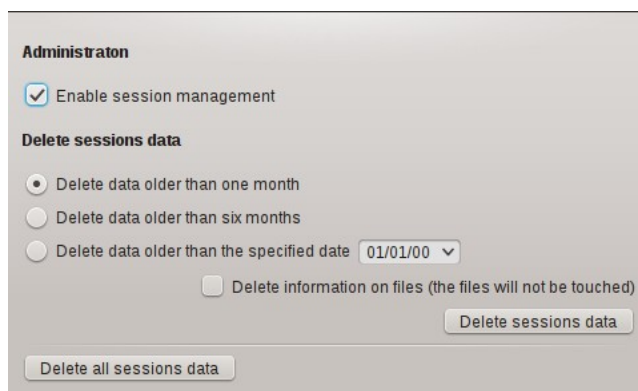 Administraton
Enable session management
Delete sessions data
Delete data older than one month
Delete data older than six months
Delete data older than the specified date 01/01/00
Delete information on files (the files will not be touched)
Delete sessions data
Delete all sessions data